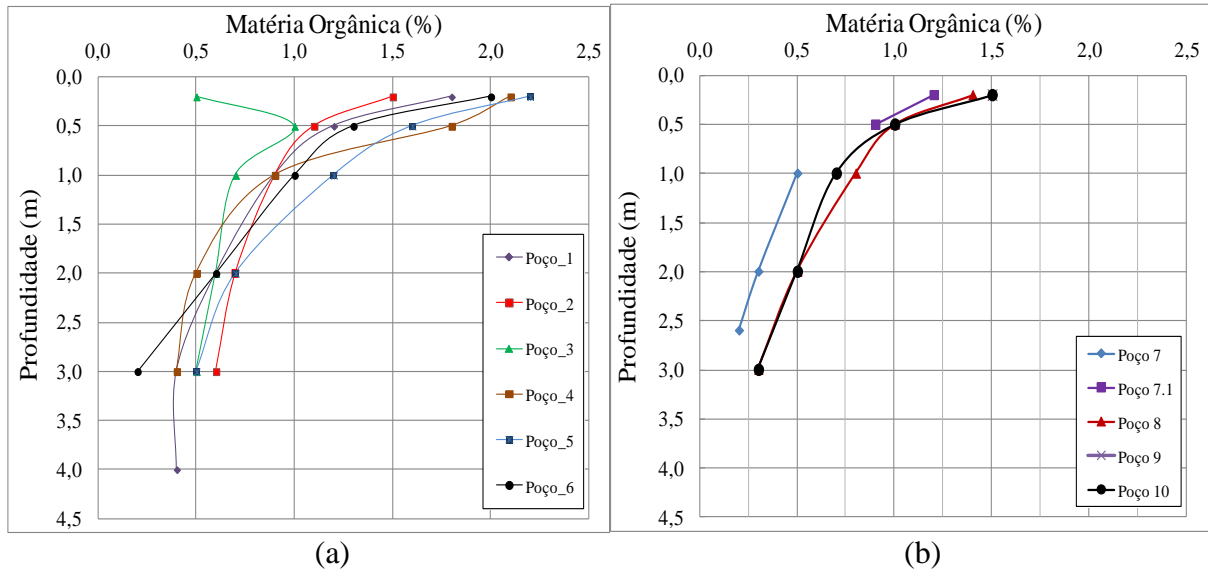 Matéria Orgânica (%)
0,0 0,5 1,0 1,5 2,0 2,5
Profundidade (m)
0,0
0,5
1,0
1,5
2,0
2,5
3,0
3,5
4,0
4,5
Poço_1
Poço_2
Poço_3
Poço_4
Poço_5
Poço_6
(a)
Matéria Orgânica (%)
0,0 0,5 1,0 1,5 2,0 2,5
Profundidade (m)
0,0
0,5
1,0
1,5
2,0
2,5
3,0
3,5
4,0
4,5
Poço 7
Poço 7.1
Poço 8
Poço 9
Poço 10
(b)